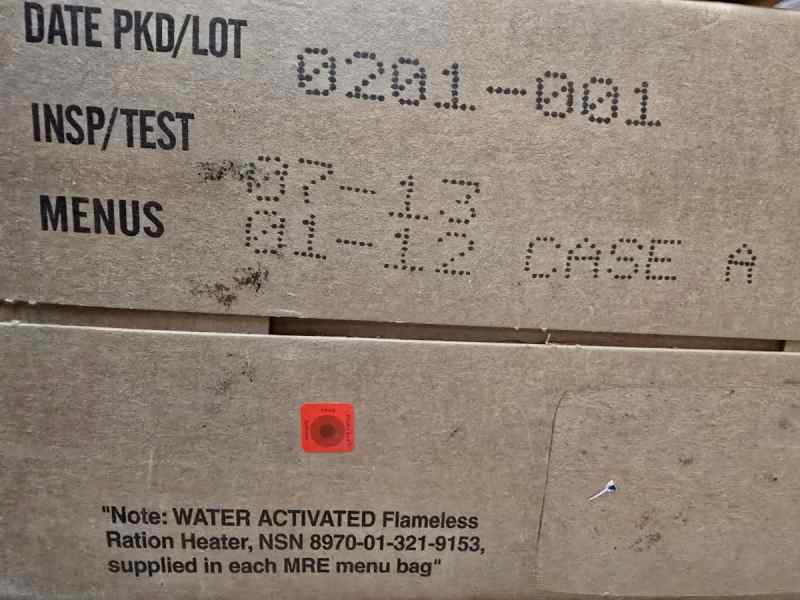 DATE PKD/LOT 0201-001
INSP/TEST 07-13
MENUS 01-12 CASE A
"Note: WATER ACTIVATED Flameless
Ration Heater, NSN 8970-01-321-9153,
supplied in each MRE menu bag"